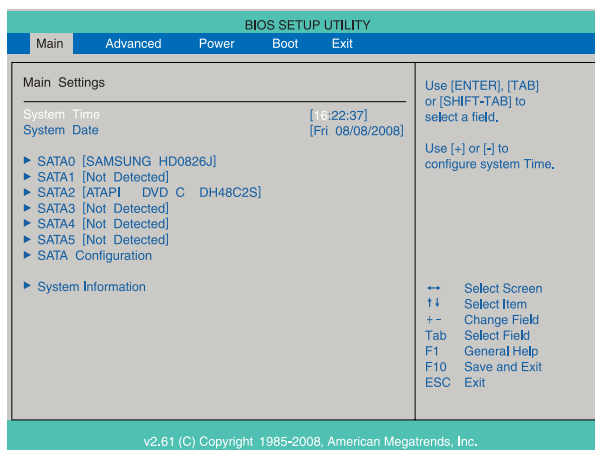 BIOS SETUP UTILITY
Main Advanced Power Boot Exit
Main Settings
System Time [16:22:37]
System Date [Fri 08/08/2008]
► SATA0 [SAMSUNG HD0826J]
► SATA1 [Not Detected]
► SATA2 [ATAPI DVD C DH48C2S]
► SATA3 [Not Detected]
► SATA4 [Not Detected]
► SATA5 [Not Detected]
► SATA Configuration
► System Information
Use [ENTER], [TAB]
or [SHIFT-TAB] to
select a field.
Use [+] or [-] to
configure system Time.
↔ Select Screen
↑↓ Select Item
+- Change Field
Tab Select Field
F1 General Help
F10 Save and Exit
ESC Exit
v2.61 (C) Copyright 1985-2008, American Megatrends, Inc.